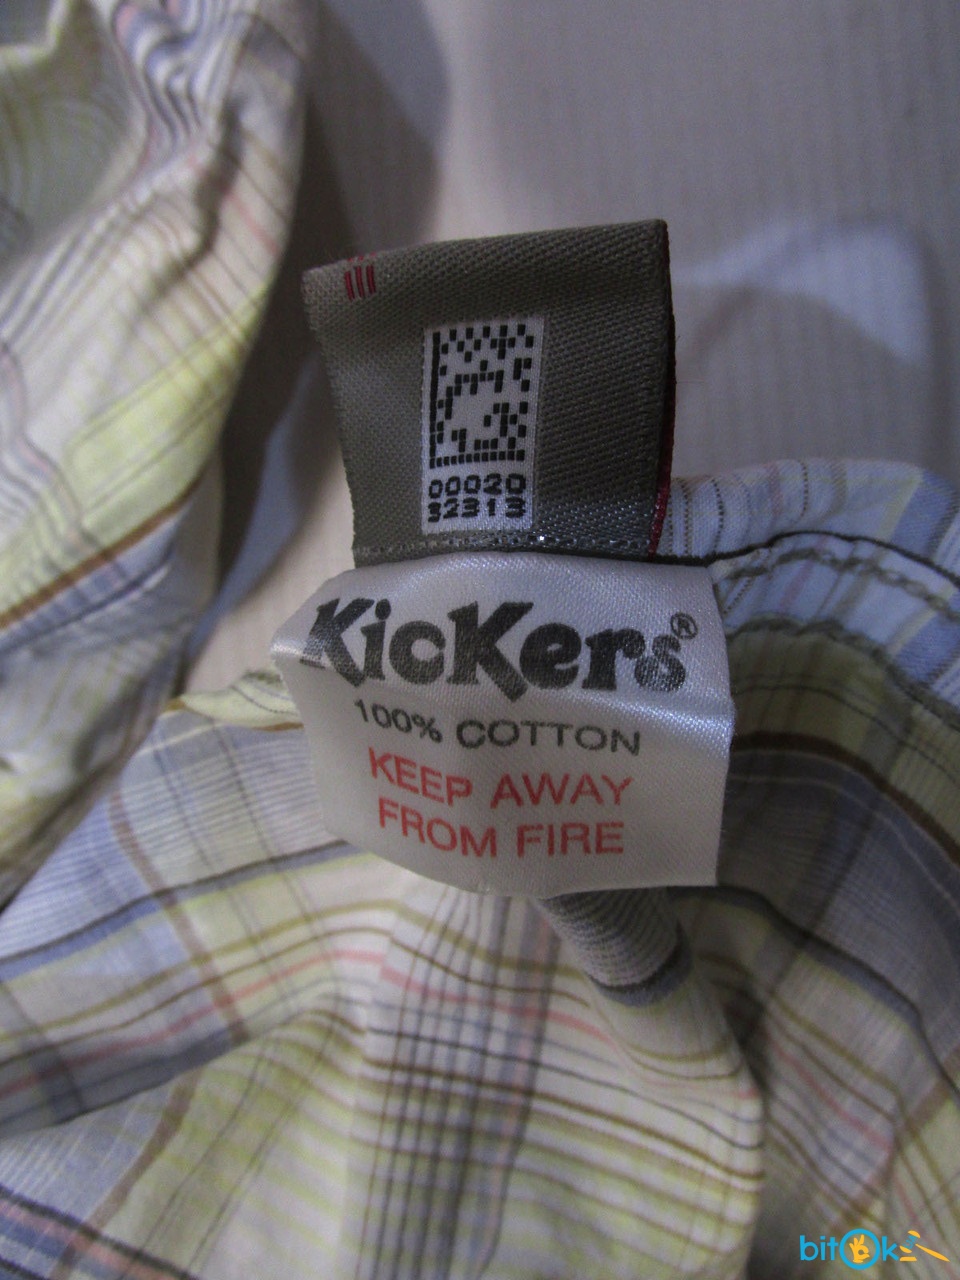 00020
32313
KicKers®
100% COTTON
KEEP AWAY
FROM FIRE
bitOk